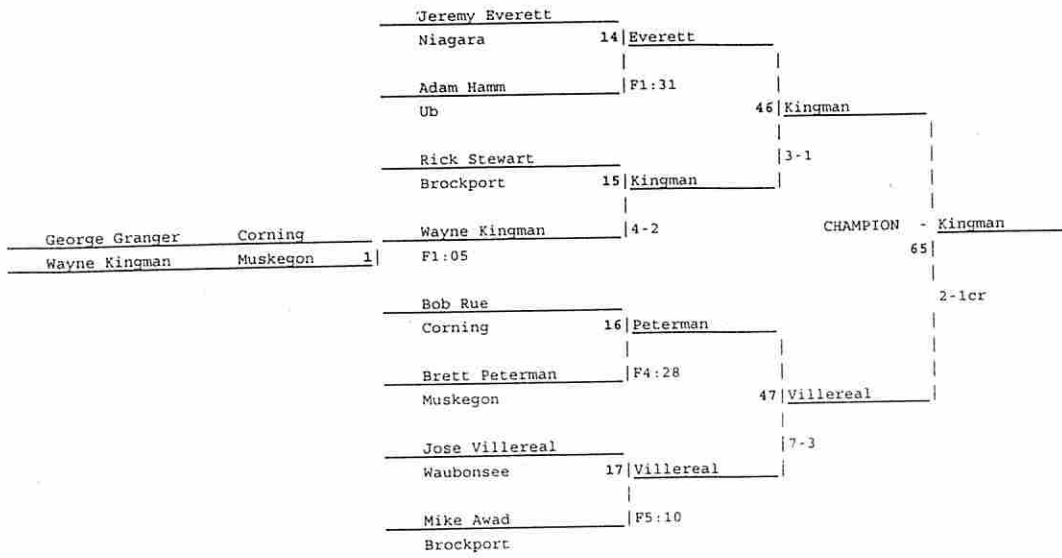 Jeremy Everett
Niagara 14 Everett
Adam Hamm F1:31
Ub 46 Kingman
Rick Stewart 3-1
Brockport 15 Kingman
George Granger Corning Wayne Kingman 4-2 CHAMPION - Kingman
Wayne Kingman Muskegon 1 F1:05 65
Bob Rue 2-1cr
Corning 16 Peterman
Brett Peterman F4:28
Muskegon 47 Villereal
Jose Villereal 7-3
Waubonsee 17 Villereal
Mike Awad F5:10
Brockport